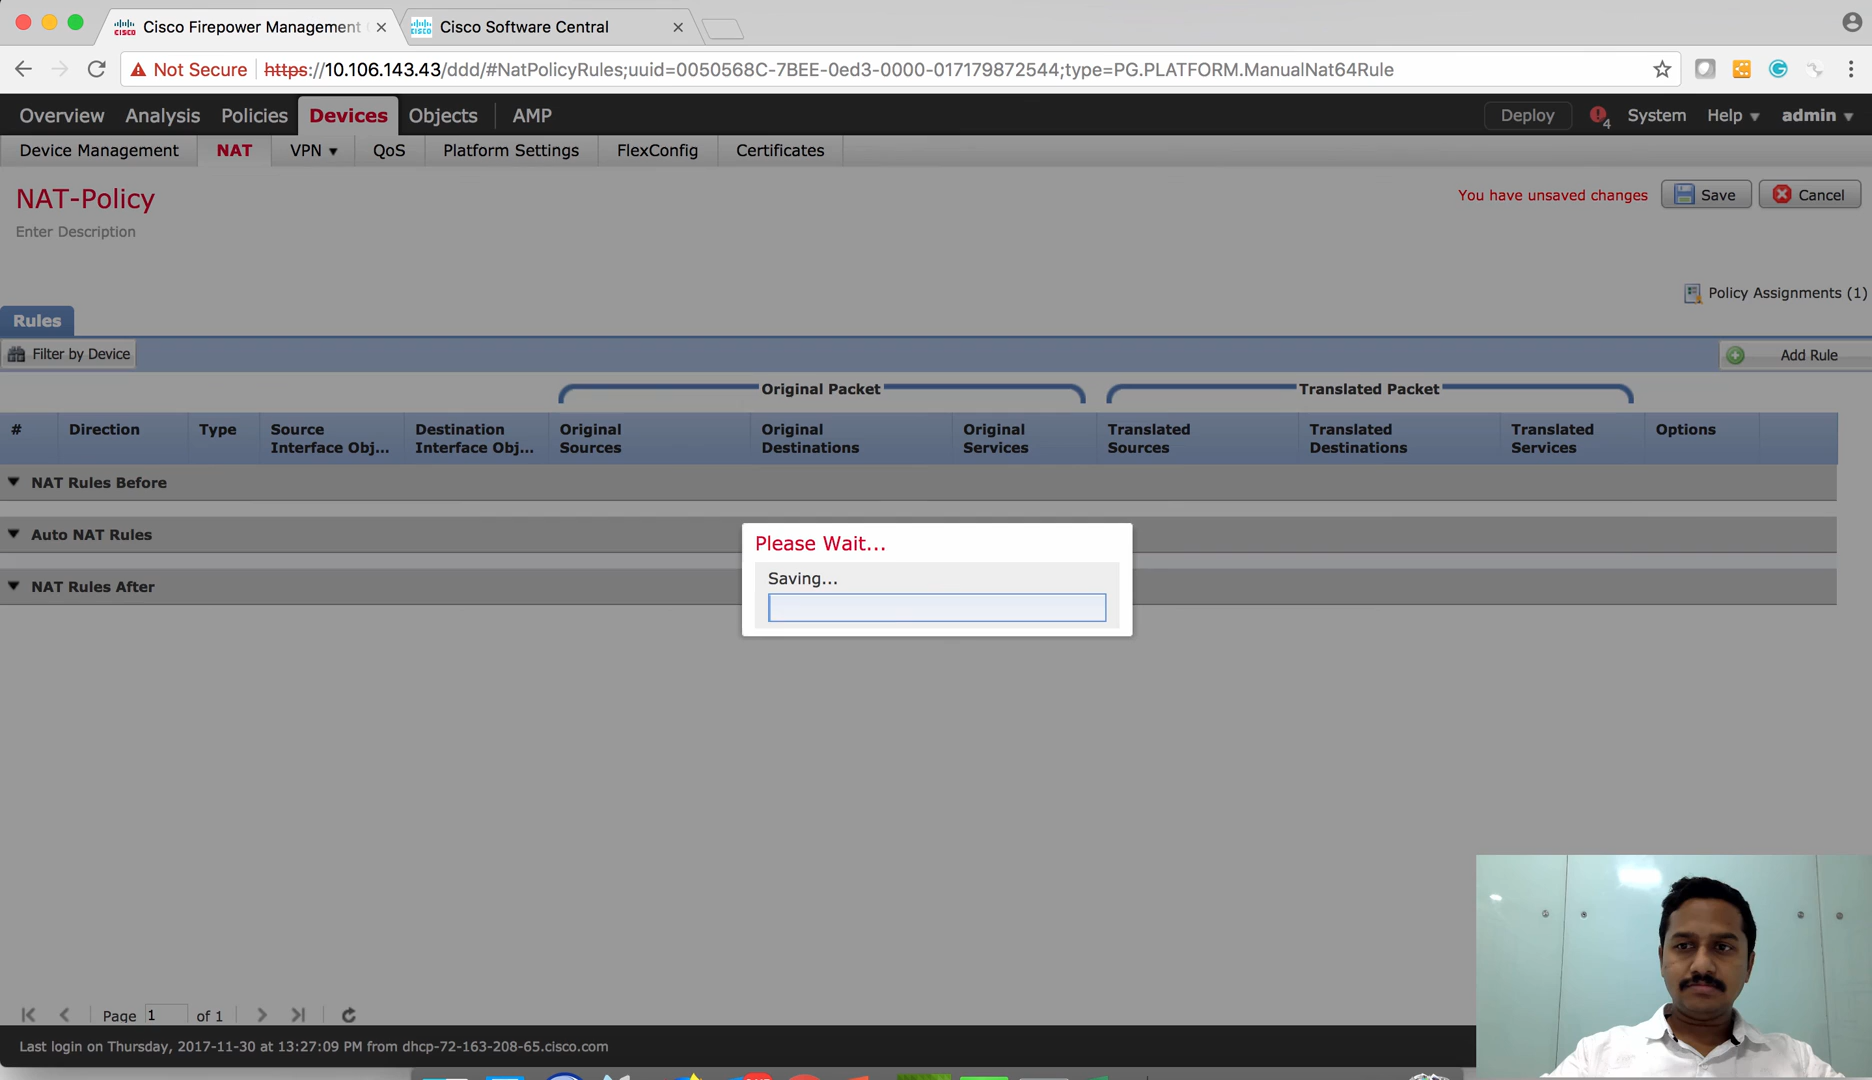 Cisco Firepower Management
Cisco Software Central
Not Secure https://10.106.143.43/ddd/#NatPolicyRules;uuid=0050568C-7BEE-0ed3-0000-017179872544;type=PG.PLATFORM.ManualNat64Rule
Overview Analysis Policies Devices Objects AMP Deploy 4 System Help admin
Device Management NAT VPN QoS Platform Settings FlexConfig Certificates
NAT-Policy
You have unsaved changes Save Cancel
Enter Description
Policy Assignments (1)
Rules
Filter by Device
Add Rule
Original Packet Translated Packet
# Direction Type Source Interface Obj... Destination Interface Obj... Original Sources Original Destinations Original Services Translated Sources Translated Destinations Translated Services Options
NAT Rules Before
Auto NAT Rules
NAT Rules After
Please Wait...
Saving...
Page 1 of 1
Last login on Thursday, 2017-11-30 at 13:27:09 PM from dhcp-72-163-208-65.cisco.com